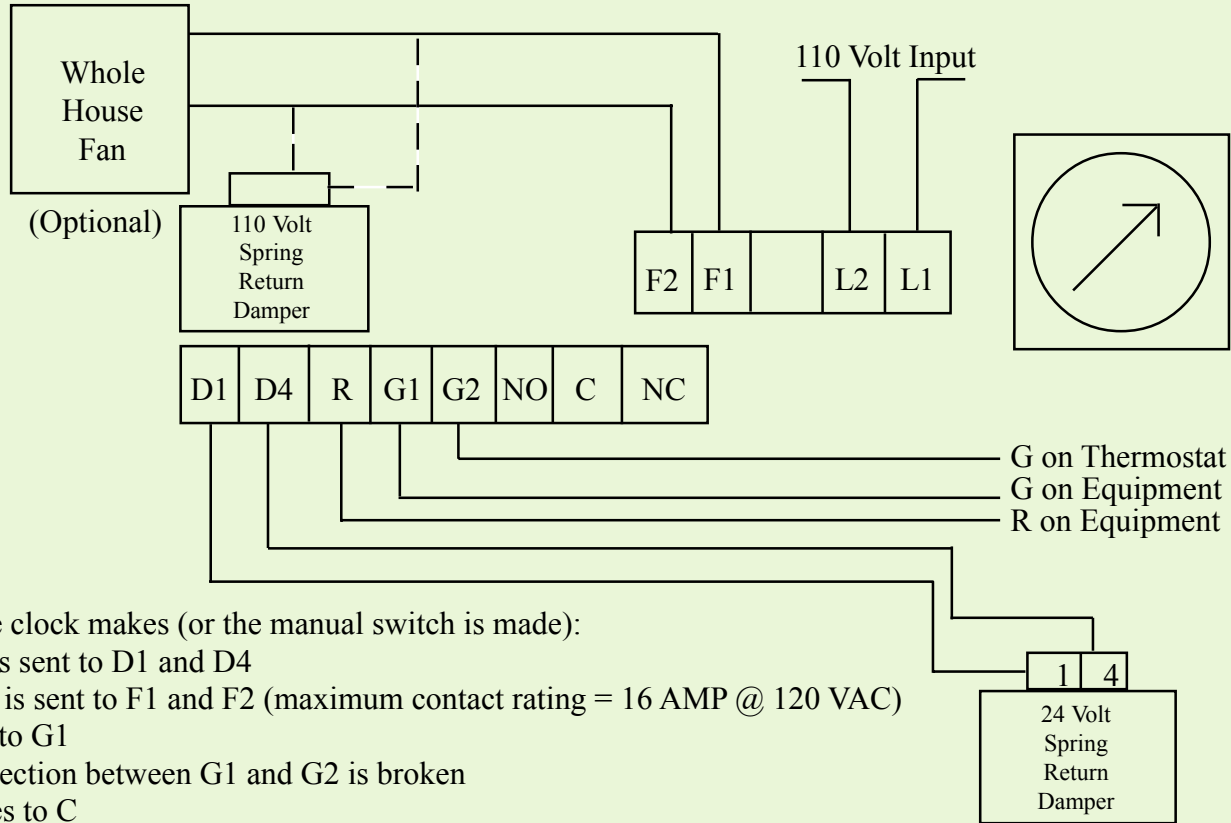 Whole
House
Fan
(Optional)
110 Volt
Spring
Return
Damper
110 Volt Input
F2 F1 L2 L1
D1 D4 R G1 G2 NO C NC
G on Thermostat
G on Equipment
R on Equipment
clock makes (or the manual switch is made):
sent to D1 and D4
is sent to F1 and F2 (maximum contact rating = 16 AMP @ 120 VAC)
to G1
between G1 and G2 is broken
to C
1 4
24 Volt
Spring
Return
Damper